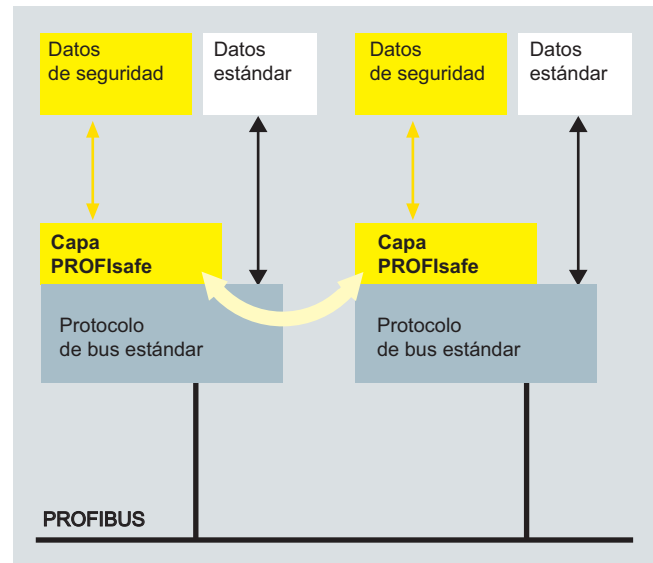 Datos
de seguridad
Datos
estándar
Datos
de seguridad
Datos
estándar
Capa
PROFIsafe
Capa
PROFIsafe
Protocolo
de bus estándar
Protocolo
de bus estándar
PROFIBUS